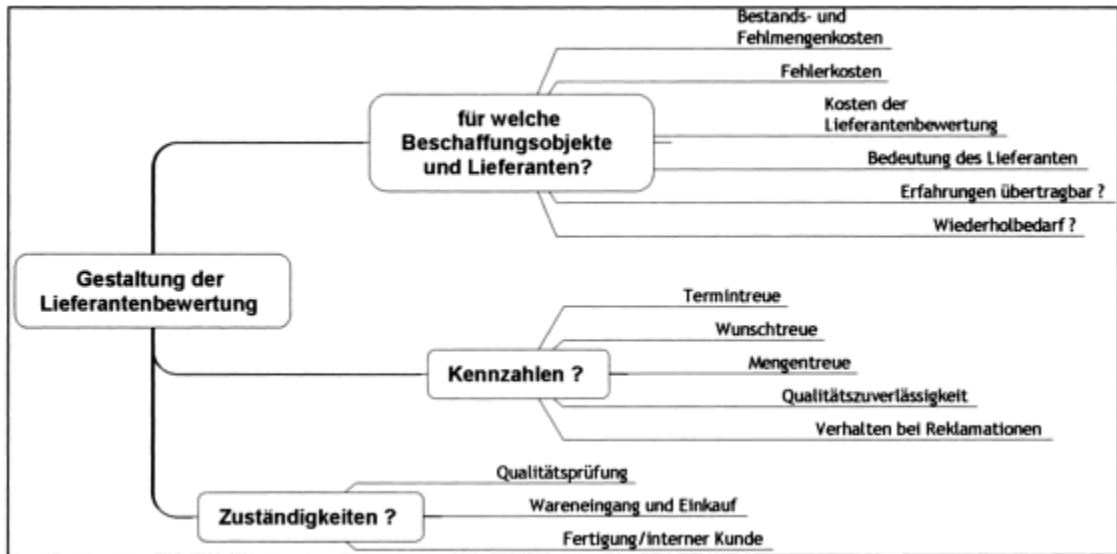 Bestands- und
Fehlmengenkosten
Fehlerkosten
für welche
Beschaffungsobjekte
und Lieferanten?
Kosten der
Lieferantenbewertung
Bedeutung des Lieferanten
Erfahrungen übertragbar ?
Wiederholbedarf ?
Gestaltung der
Lieferantenbewertung
Termintreue
Wunschtreue
Kennzahlen ?
Mengentreue
Qualitätszuverlässigkeit
Verhalten bei Reklamationen
Qualitätsprüfung
Zuständigkeiten ?
Wareneingang und Einkauf
Fertigung/interner Kunde